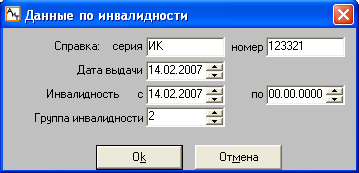 Данные по инвалидности
Справка: серия ИК номер 123321
Дата выдачи 14.02.2007
Инвалидность с 14.02.2007 по 00.00.0000
Группа инвалидности 2
Ok Отмена